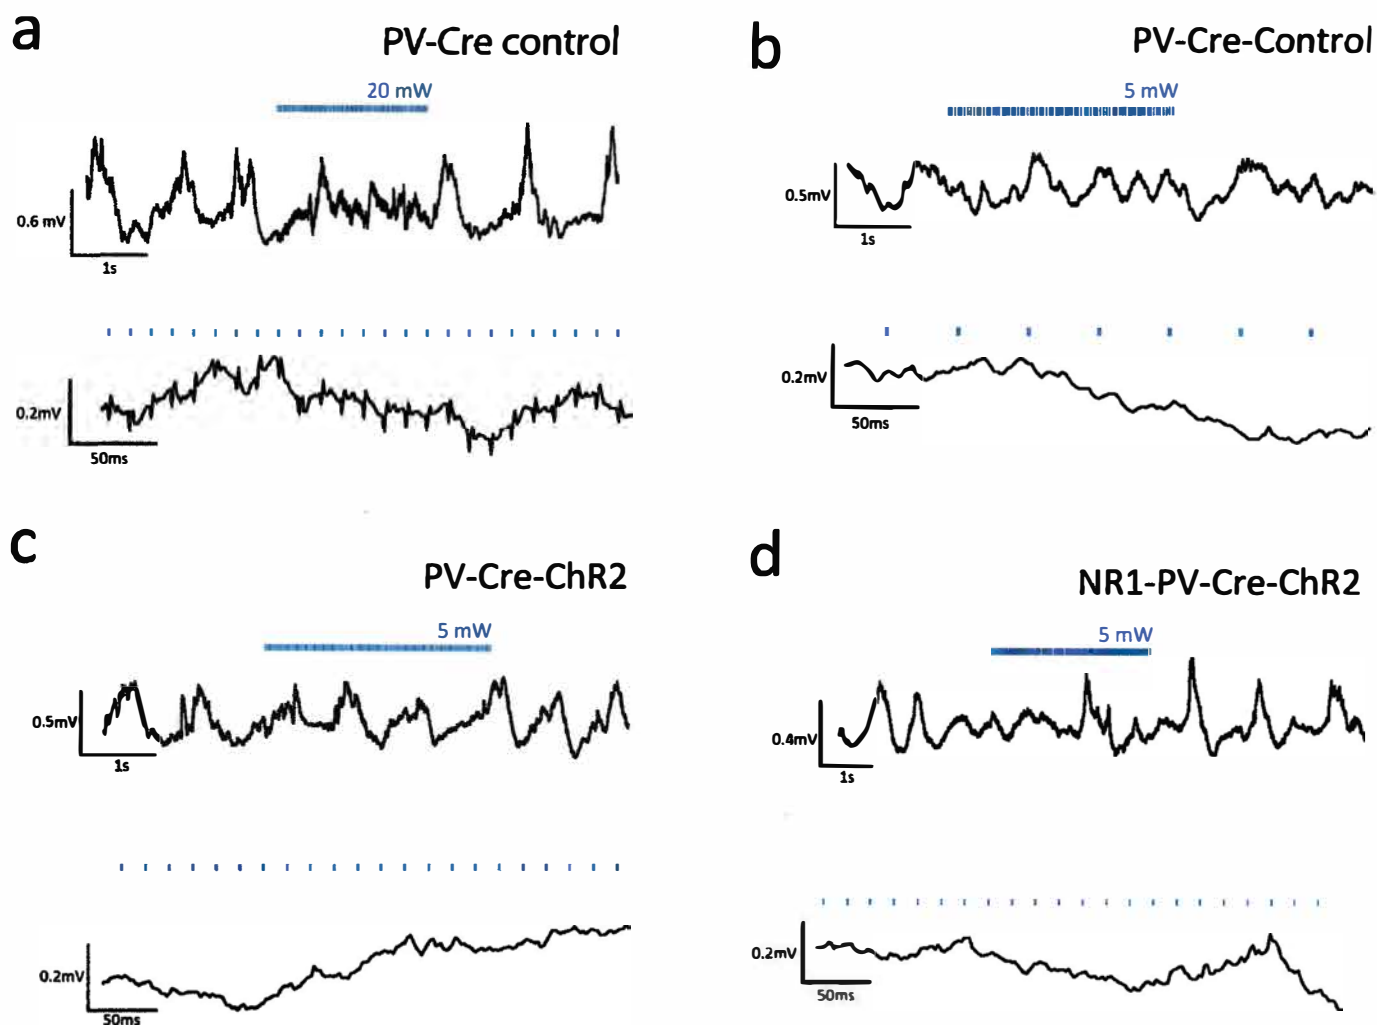 a
PV-Cre control
20 mW
0.6 mV
1s
0.2mV
50ms
b
PV-Cre-Control
5 mW
0.5mV
1s
0.2mV
50ms
c
PV-Cre-ChR2
5 mW
0.5mV
1s
0.2mV
50ms
d
NR1-PV-Cre-ChR2
5 mW
0.4mV
1s
0.2mV
50ms